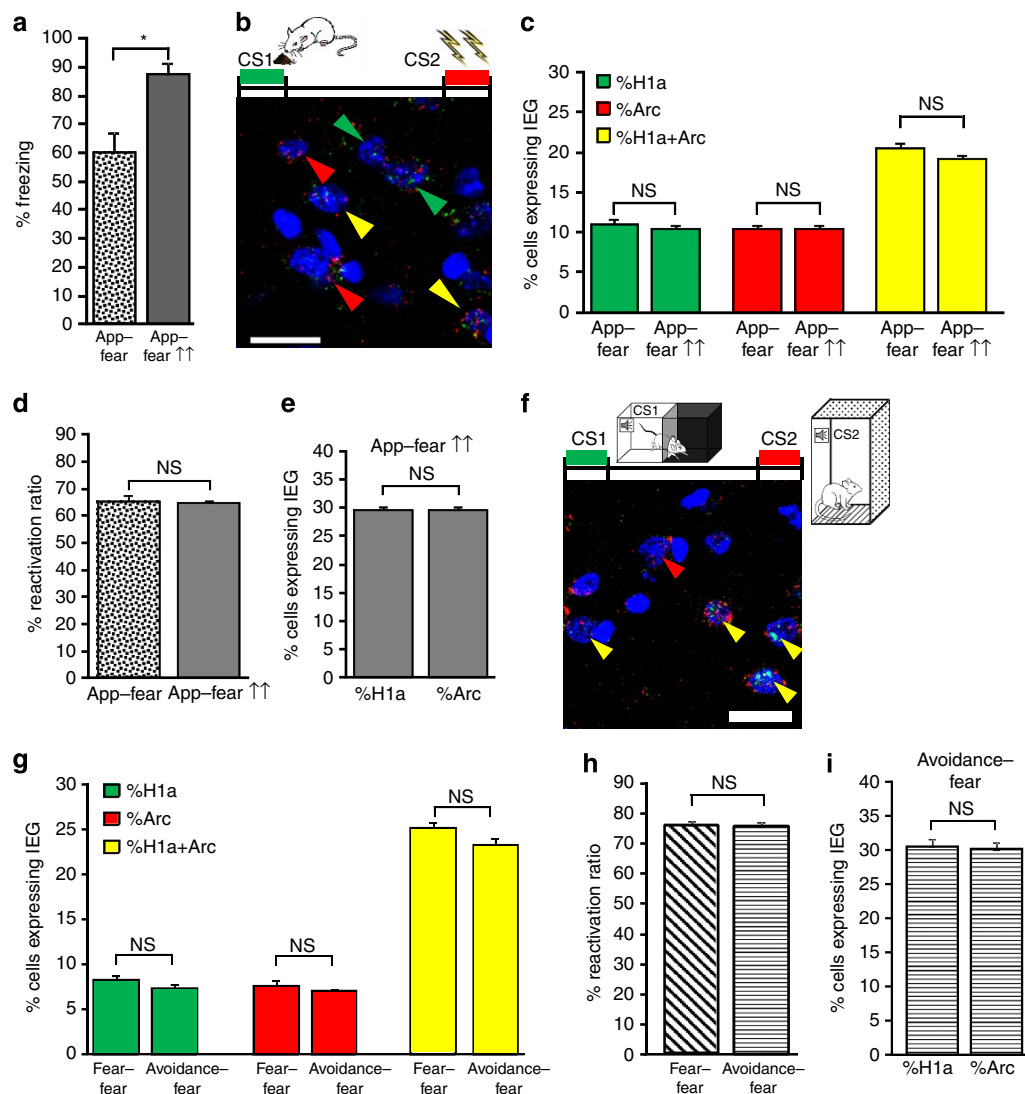 a
100
90
80
70
60
50
40
30
20
10
0
% freezing
*
App–
fear
App–
fear ↑↑
b
CS1
CS2
c
%H1a
%Arc
%H1a+Arc
30
25
20
15
10
5
0
% cells expressing IEG
NS
NS
NS
App–
fear
App–
fear ↑↑
App–
fear
App–
fear ↑↑
App–
fear
App–
fear ↑↑
d
90
80
70
60
50
40
30
20
10
0
% reactivation ratio
NS
App–fear
App–fear ↑↑
e
App–fear ↑↑
40
35
30
25
20
15
10
5
0
% cells expressing IEG
NS
%H1a
%Arc
f
CS1
CS1
CS2
CS2
g
%H1a
%Arc
%H1a+Arc
30
25
20
15
10
5
0
% cells expressing IEG
NS
NS
NS
Fear–
fear
Avoidance–
fear
Fear–
fear
Avoidance–
fear
Fear–
fear
Avoidance–
fear
h
90
80
70
60
50
40
30
20
10
0
% reactivation ratio
NS
Fear–
fear
Avoidance–
fear
i
Avoidance–
fear
40
35
30
25
20
15
10
5
0
% cells expressing IEG
NS
%H1a
%Arc